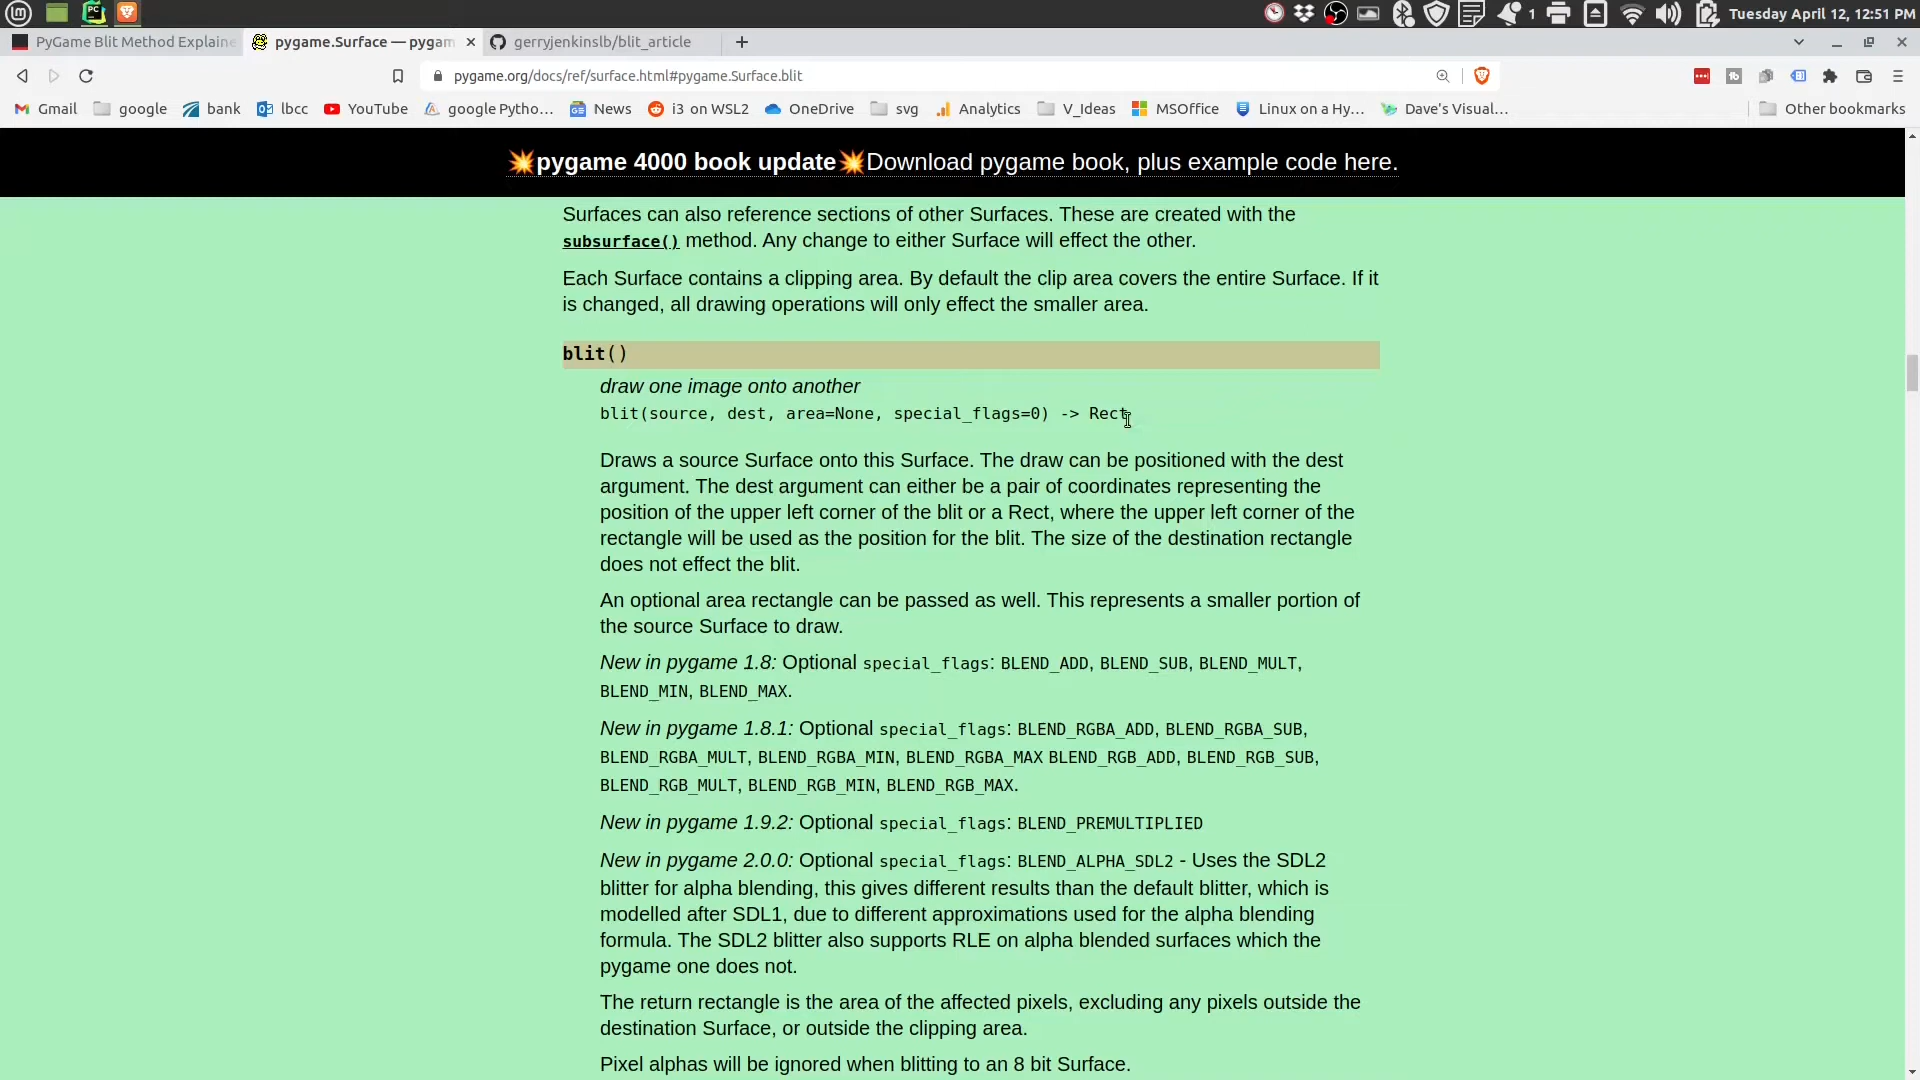 Tuesday April 12, 12:51 PM
1
PyGame Blit Method Explaine
pygame.Surface — pygam
gerryjenkinslb/blit_article
pygame.org/docs/ref/surface.html#pygame.Surface.blit
Gmail google bank lbcc YouTube google Pytho... News i3 on WSL2 OneDrive svg Analytics V_Ideas MSOffice Linux on a Hy... Dave's Visual... Other bookmarks
💥pygame 4000 book update💥Download pygame book, plus example code here.
Surfaces can also reference sections of other Surfaces. These are created with the
subsurface() method. Any change to either Surface will effect the other.
Each Surface contains a clipping area. By default the clip area covers the entire Surface. If it
is changed, all drawing operations will only effect the smaller area.
blit()
draw one image onto another
blit(source, dest, area=None, special_flags=0) -> Rect
Draws a source Surface onto this Surface. The draw can be positioned with the dest
argument. The dest argument can either be a pair of coordinates representing the
position of the upper left corner of the blit or a Rect, where the upper left corner of the
rectangle will be used as the position for the blit. The size of the destination rectangle
does not effect the blit.
An optional area rectangle can be passed as well. This represents a smaller portion of
the source Surface to draw.
New in pygame 1.8: Optional special_flags: BLEND_ADD, BLEND_SUB, BLEND_MULT,
BLEND_MIN, BLEND_MAX.
New in pygame 1.8.1: Optional special_flags: BLEND_RGBA_ADD, BLEND_RGBA_SUB,
BLEND_RGBA_MULT, BLEND_RGBA_MIN, BLEND_RGBA_MAX BLEND_RGB_ADD, BLEND_RGB_SUB,
BLEND_RGB_MULT, BLEND_RGB_MIN, BLEND_RGB_MAX.
New in pygame 1.9.2: Optional special_flags: BLEND_PREMULTIPLIED
New in pygame 2.0.0: Optional special_flags: BLEND_ALPHA_SDL2 - Uses the SDL2
blitter for alpha blending, this gives different results than the default blitter, which is
modelled after SDL1, due to different approximations used for the alpha blending
formula. The SDL2 blitter also supports RLE on alpha blended surfaces which the
pygame one does not.
The return rectangle is the area of the affected pixels, excluding any pixels outside the
destination Surface, or outside the clipping area.
Pixel alphas will be ignored when blitting to an 8 bit Surface.